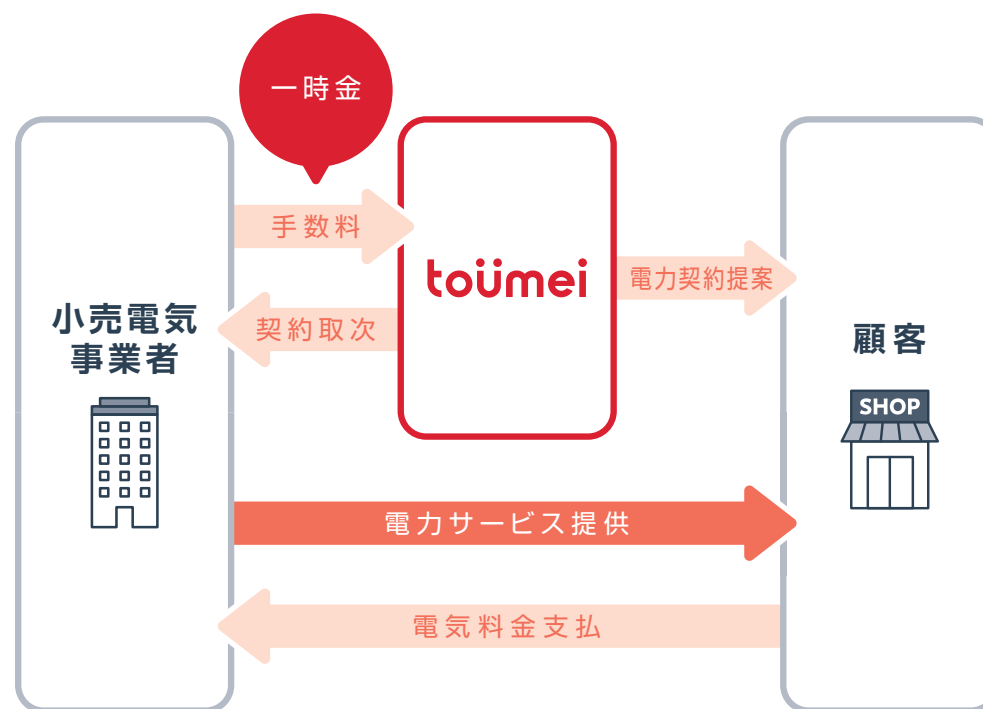 一時金
手数料
toümei
電力契約提案
契約取次
小売電気
事業者
顧客
SHOP
電力サービス提供
電気料金支払